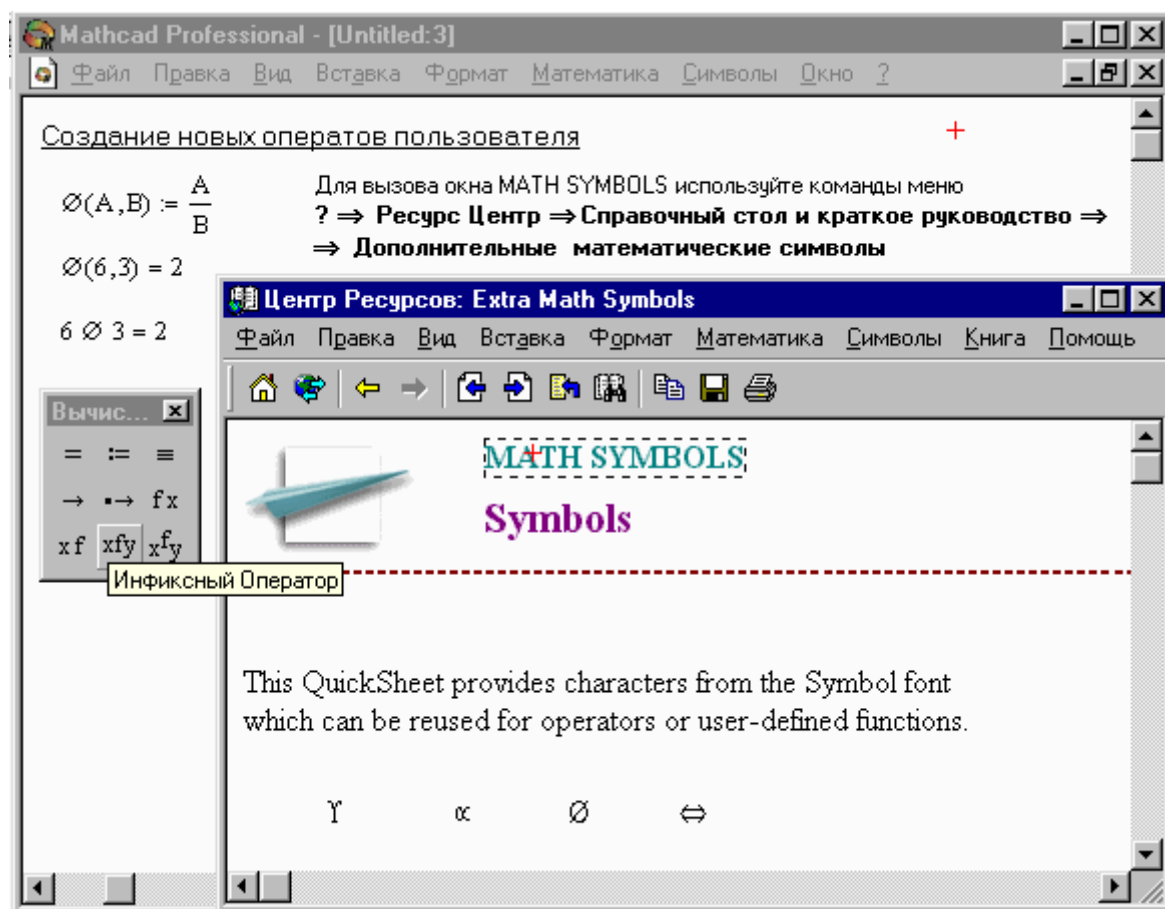 Mathcad Professional - [Untitled:3]
Файл Правка Вид Вставка Формат Математика Символы Окно ?
Создание новых оператов пользователя
Ø(A,B) := A/B
Для вызова окна MATH SYMBOLS используйте команды меню
? ⇒ Ресурс Центр ⇒ Справочный стол и краткое руководство ⇒
⇒ Дополнительные математические символы
Ø(6,3) = 2
6 Ø 3 = 2
Центр Ресурсов: Extra Math Symbols
Файл Правка Вид Вставка Формат Математика Символы Книга Помощь
Вычис...
= := ≡
→ ▪→ fx
xf xfy xfy
Инфиксный Оператор
MATH SYMBOLS
Symbols
This QuickSheet provides characters from the Symbol font
which can be reused for operators or user-defined functions.
ϒ ∝ Ø ⇔